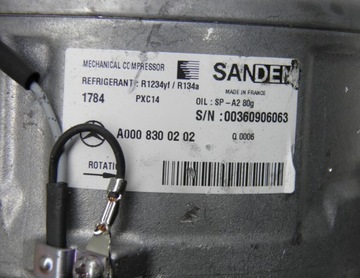 MECHANICAL COMPRESSOR
SANDEN
REFRIGERANT : R1234yf / R134a
MADE IN FRANCE
1784 PXC14
OIL : SP-A2 80g
S/N :00360906063
A000 830 02 02
Q 0006
ROTATI